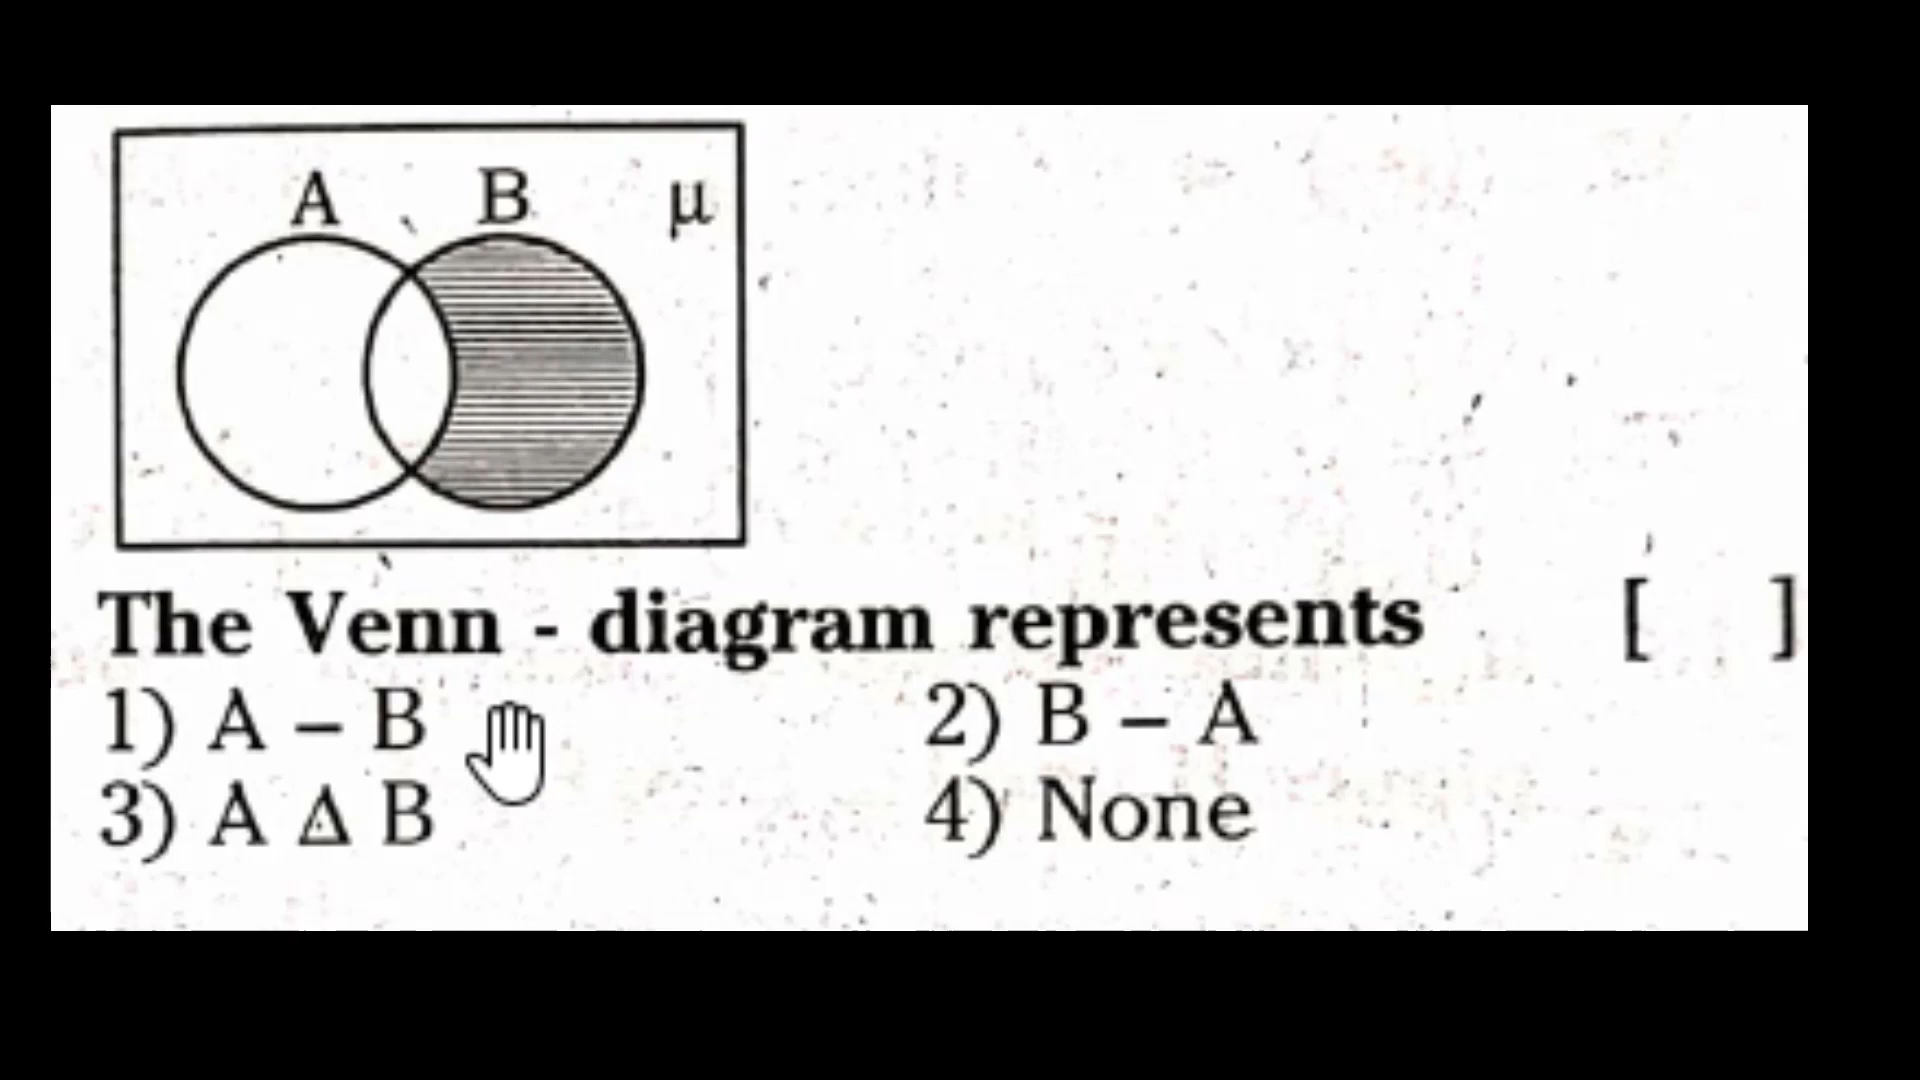 A B μ
The Venn - diagram represents [ ]
1) A – B 2) B – A
3) A Δ B 4) None